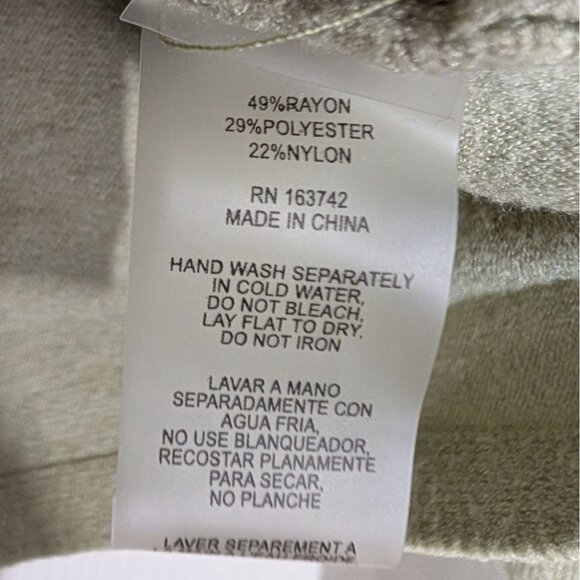 49%RAYON
29%POLYESTER
22%NYLON
RN 163742
MADE IN CHINA
HAND WASH SEPARATELY
IN COLD WATER,
DO NOT BLEACH,
LAY FLAT TO DRY,
DO NOT IRON
LAVAR A MANO
SEPARADAMENTE CON
AGUA FRIA,
NO USE BLANQUEADOR,
RECOSTAR PLANAMENTE
PARA SECAR,
NO PLANCHE
LAVER SEPAREMENT A